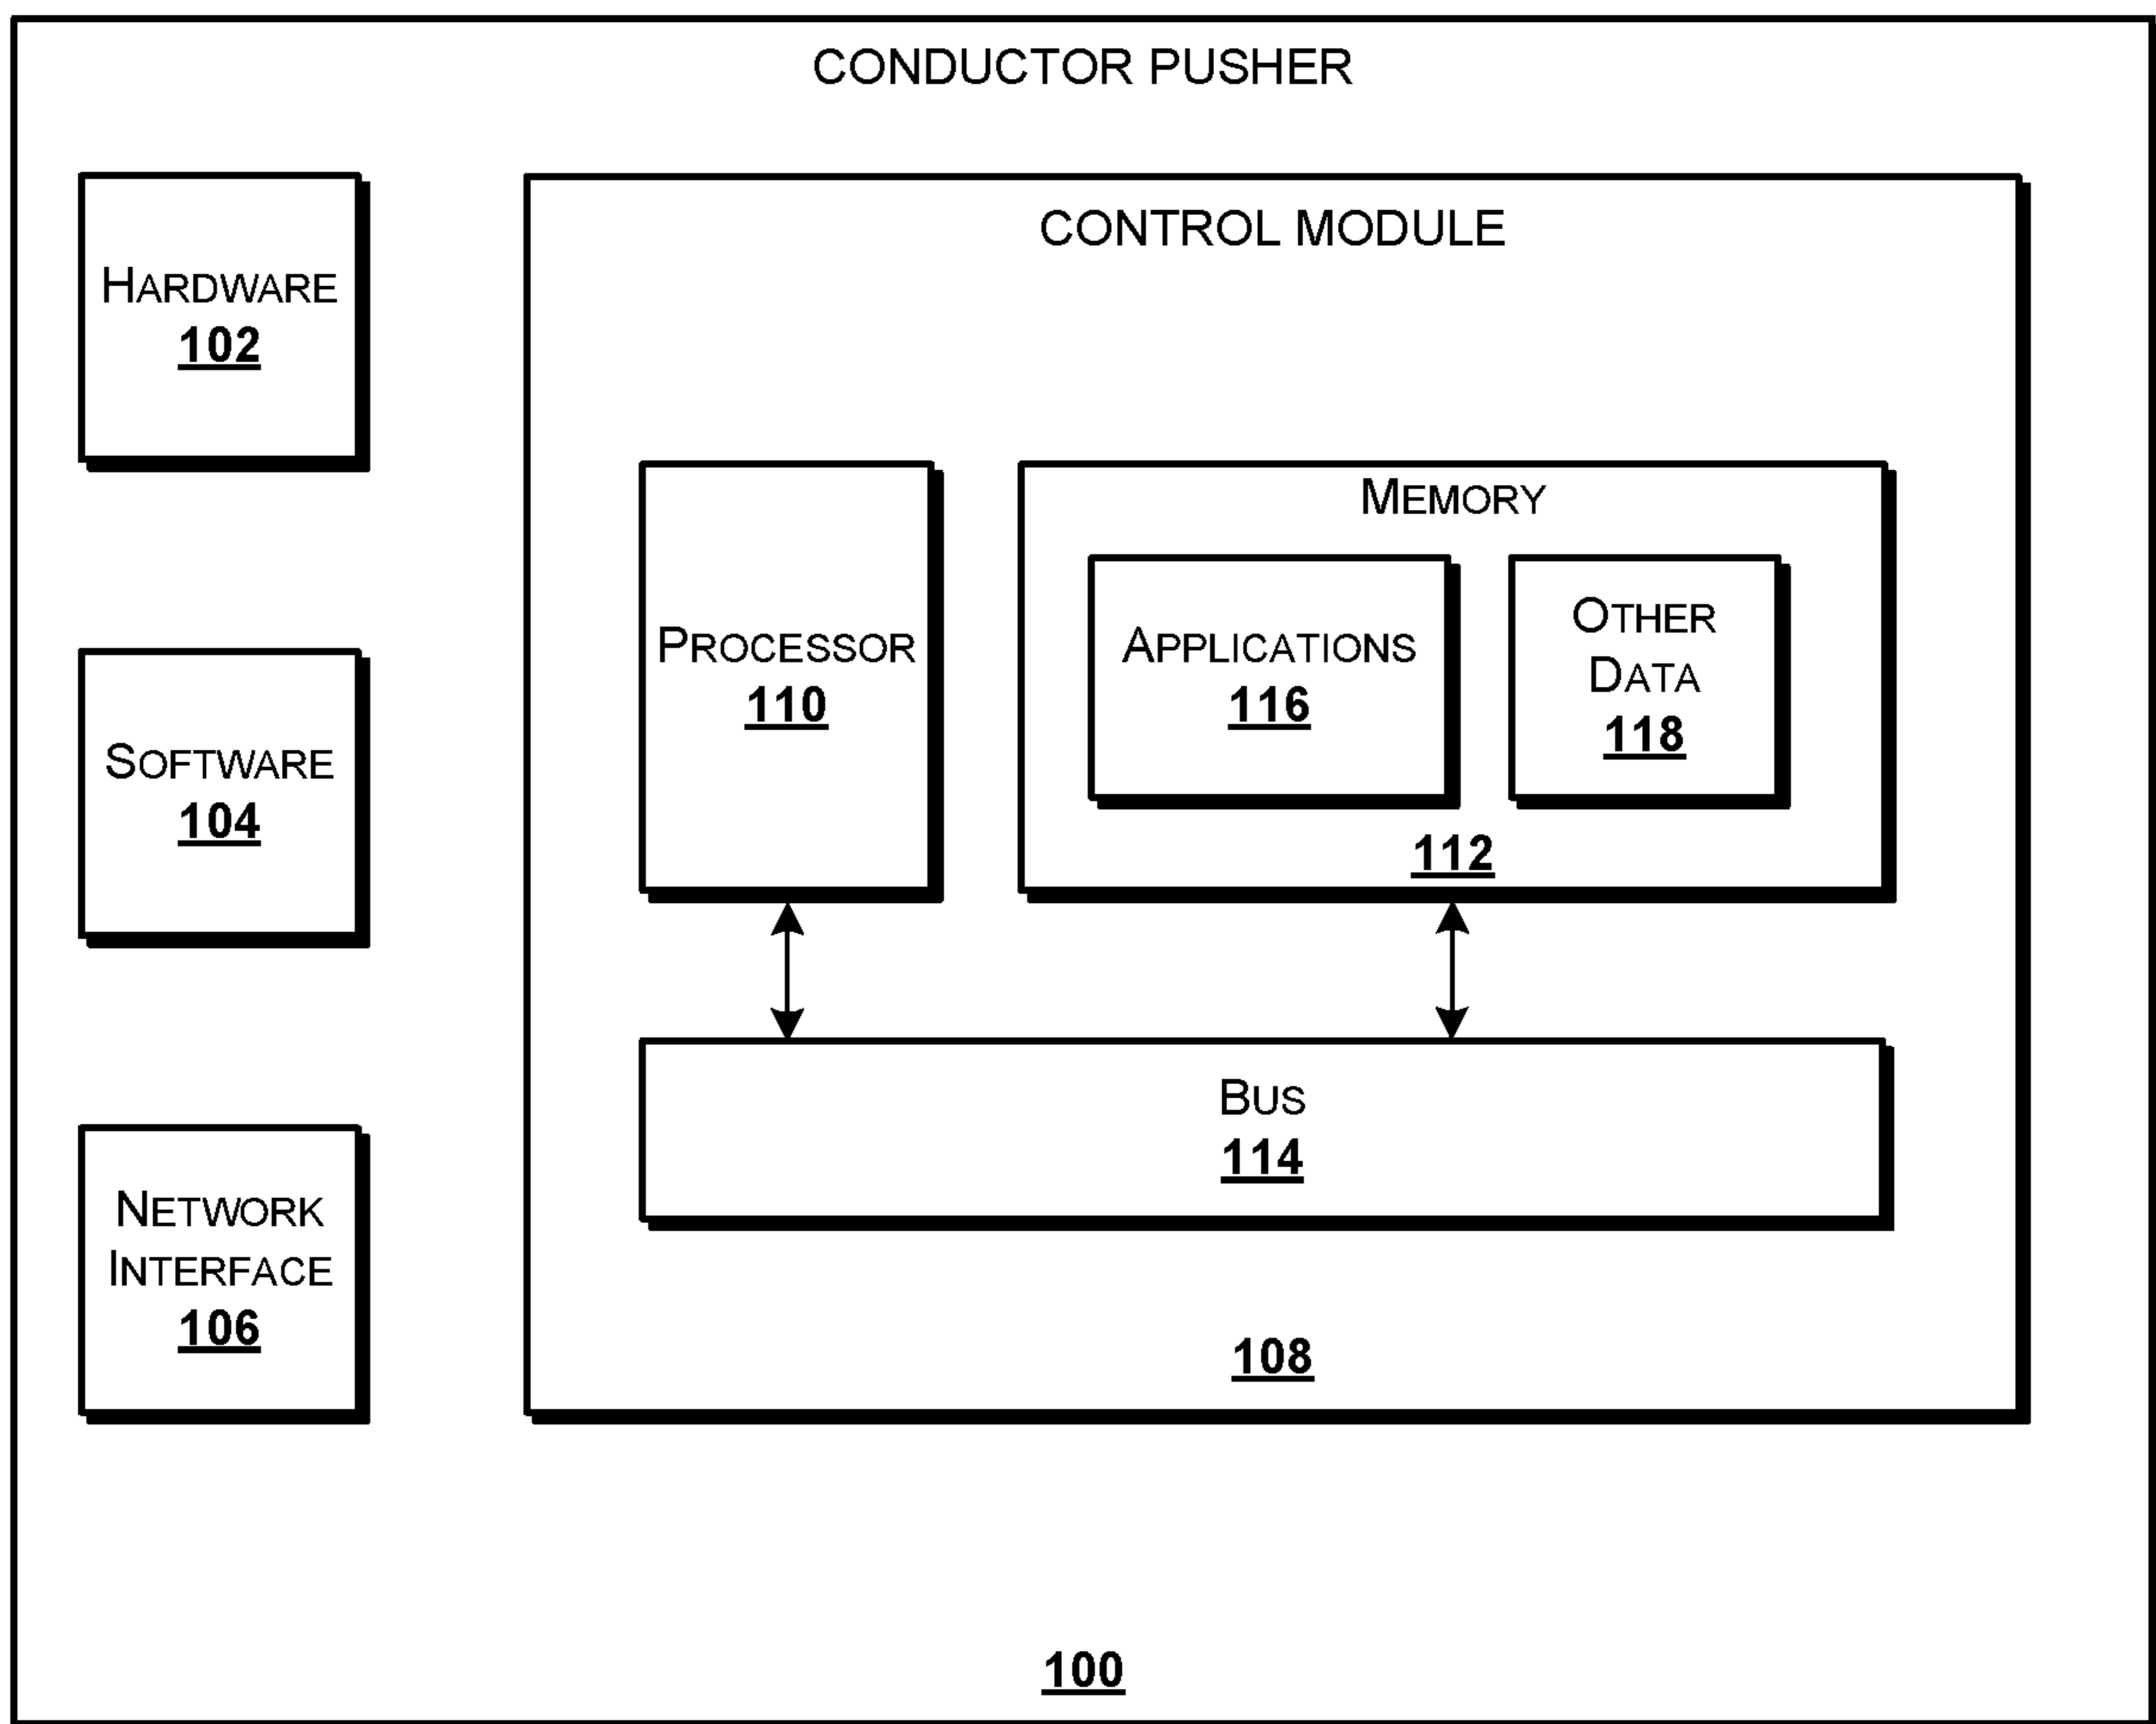 CONDUCTOR PUSHER
HARDWARE
102
SOFTWARE
104
NETWORK
INTERFACE
106
CONTROL MODULE
PROCESSOR
110
MEMORY
APPLICATIONS
116
OTHER
DATA
118
112
BUS
114
108
100